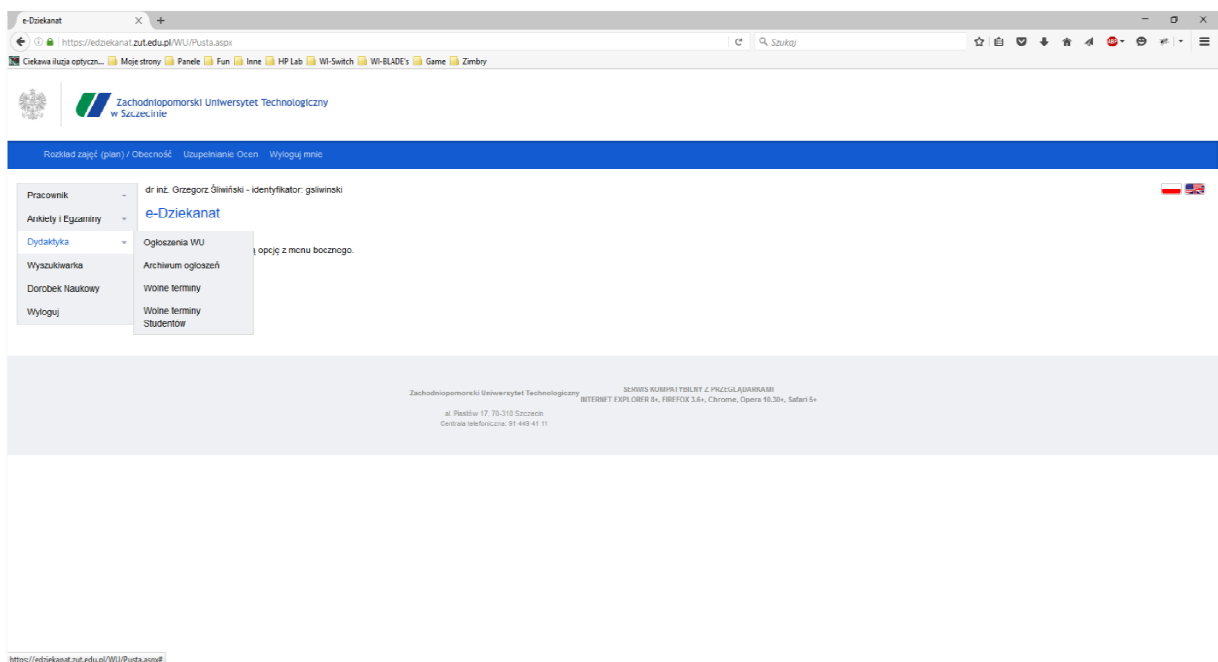 e-Dziekanat
https://edziekanat.zut.edu.pl/WU/Pusta.aspx
Szukaj
Ciekawa iluzja optyczn... Moje strony Panele Fun Inne HP Lab WI-Switch WI-BLADE's Game Zimbry
Zachodniopomorski Uniwersytet Technologiczny
w Szczecinie
Rozkład zajęć (plan) / Obecność Uzupełnianie Ocen Wyloguj mnie
dr inż. Grzegorz Śliwiński - identyfikator: gsliwinski
e-Dziekanat
ą opcję z menu bocznego.
Pracownik
Ankiety i Egzaminy
Dydaktyka
Wyszukiwarka
Dorobek Naukowy
Wyloguj
Ogłoszenia WU
Archiwum ogłoszeń
Wolne terminy
Wolne terminy
Studentów
Zachodniopomorski Uniwersytet Technologiczny
al. Piastów 17, 70-310 Szczecin
Centrala telefoniczna: 91 449 41 11
SERWIS KOMPATYBILNY Z PRZEGLĄDARKAMI
INTERNET EXPLORER 8+, FIREFOX 3.6+, Chrome, Opera 10.30+, Safari 5+
https://edziekanat.zut.edu.pl/WU/Pusta.aspx#